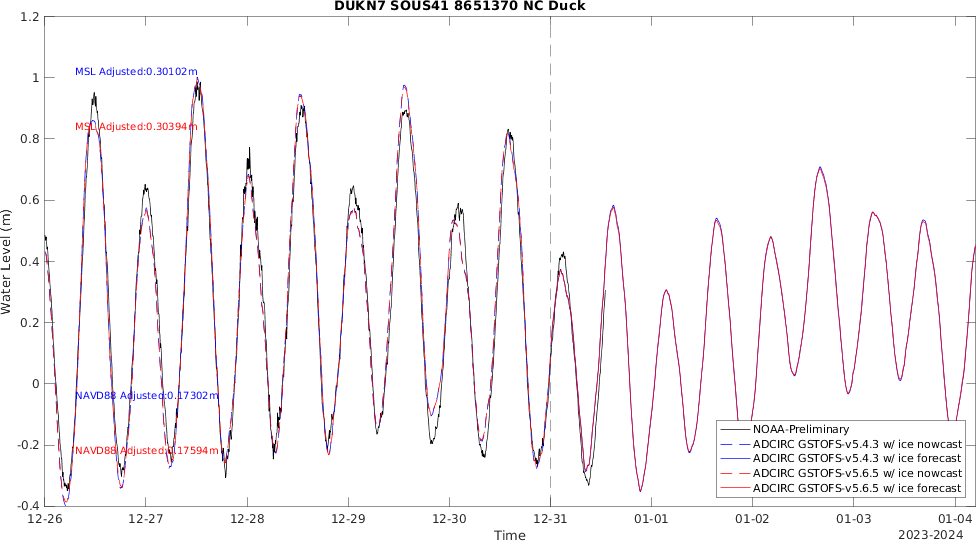 DUKN7 SOUS41 8651370 NC Duck
1.2
1
0.8
0.6
0.4
0.2
0
-0.2
-0.4
Water Level (m)
MSL Adjusted:0.30102m
MSL Adjusted:0.30394m
NAVD88 Adjusted:0.17302m
NAVD88 Adjusted:0.17594m
NOAA-Preliminary
ADCIRC GSTOFS-v5.4.3 w/ ice nowcast
ADCIRC GSTOFS-v5.4.3 w/ ice forecast
ADCIRC GSTOFS-v5.6.5 w/ ice nowcast
ADCIRC GSTOFS-v5.6.5 w/ ice forecast
12-26 12-27 12-28 12-29 12-30 12-31 01-01 01-02 01-03 01-04
Time
2023-2024